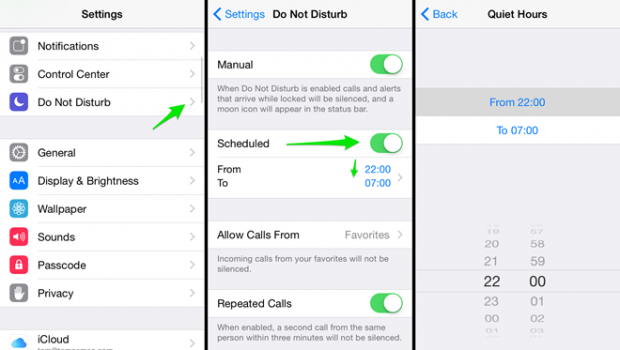 Settings
Notifications
Control Center
Do Not Disturb
General
Display & Brightness
AA
Wallpaper
Sounds
Passcode
Privacy
iCloud
Settings Do Not Disturb
Manual
When Do Not Disturb is enabled calls and alerts
that arrive while locked will be silenced, and a
moon icon will appear in the status bar.
Scheduled
From 22:00
To 07:00
Allow Calls From Favorites
Incoming calls from your favorites will not be
silenced.
Repeated Calls
When enabled, a second call from the same
person within three minutes will not be silenced.
Back Quiet Hours
From 22:00
To 07:00
19 57
20 58
21 59
22 00
23 01
00 02